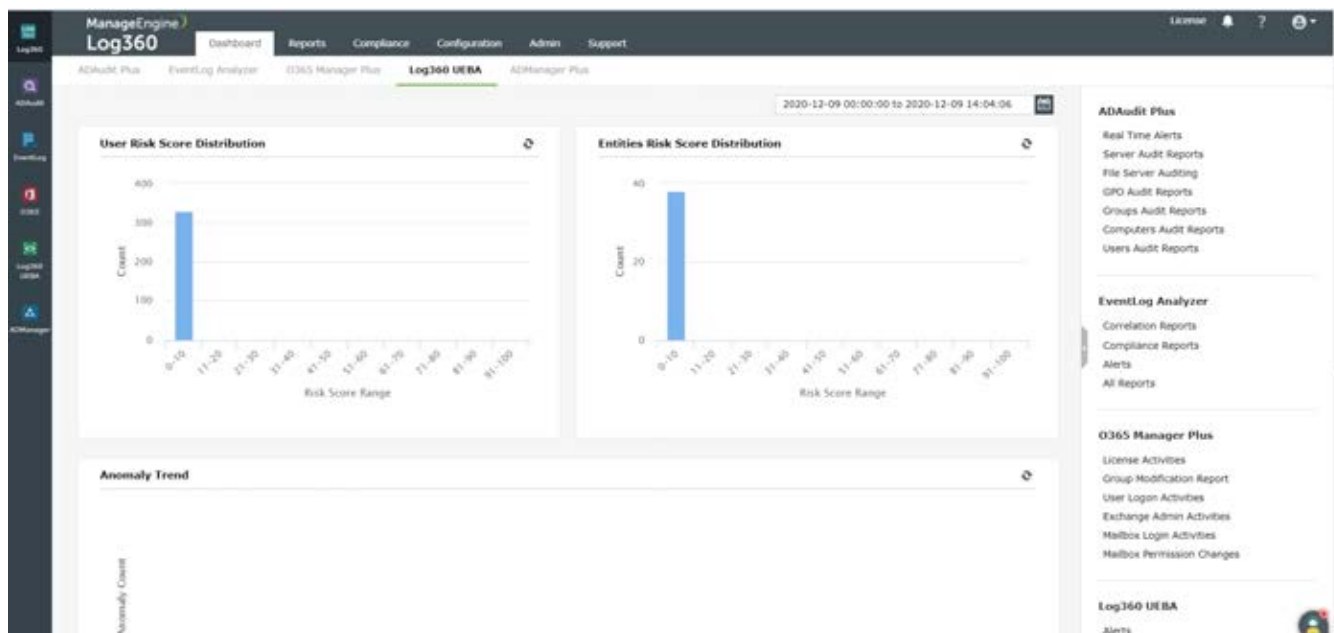 ManageEngine
Log360
License
?
Dashboard
Reports
Compliance
Configuration
Admin
Support
Log360
ADAudit
EventLog
O365
Log360
UEBA
ADManager
ADAudit Plus
EventLog Analyzer
O365 Manager Plus
Log360 UEBA
ADManager Plus
2020-12-09 00:00:00 to 2020-12-09 14:04:06
User Risk Score Distribution
400
300
200
100
0
Count
0-10
11-20
21-30
31-40
41-50
51-60
61-70
71-80
81-90
91-100
Risk Score Range
Entities Risk Score Distribution
40
20
0
Count
0-10
11-20
21-30
31-40
41-50
51-60
61-70
71-80
81-90
91-100
Risk Score Range
Anomaly Trend
Anomaly Count
ADAudit Plus
Real Time Alerts
Server Audit Reports
File Server Auditing
GPO Audit Reports
Groups Audit Reports
Computers Audit Reports
Users Audit Reports
EventLog Analyzer
Correlation Reports
Compliance Reports
Alerts
All Reports
O365 Manager Plus
License Activities
Group Modification Report
User Logon Activities
Exchange Admin Activities
Mailbox Login Activities
Mailbox Permission Changes
Log360 UEBA
Alerts